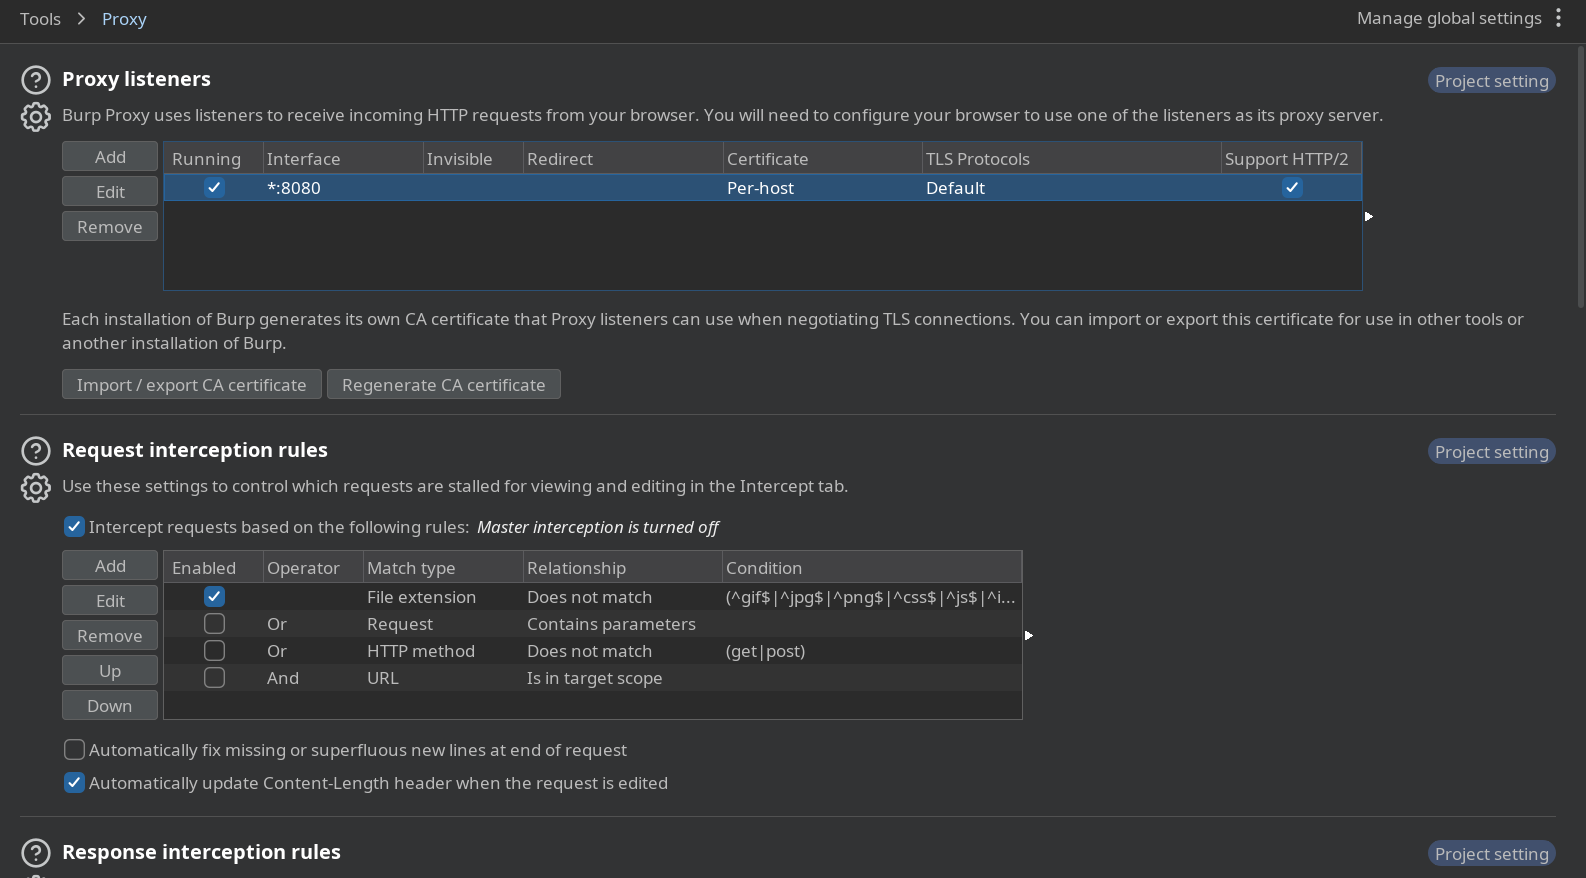 Tools > Proxy
Manage global settings
Proxy listeners
Project setting
Burp Proxy uses listeners to receive incoming HTTP requests from your browser. You will need to configure your browser to use one of the listeners as its proxy server.
Add
Edit
Remove
Running Interface Invisible Redirect Certificate TLS Protocols Support HTTP/2
*:8080 Per-host Default
Each installation of Burp generates its own CA certificate that Proxy listeners can use when negotiating TLS connections. You can import or export this certificate for use in other tools or
another installation of Burp.
Import / export CA certificate
Regenerate CA certificate
Request interception rules
Project setting
Use these settings to control which requests are stalled for viewing and editing in the Intercept tab.
Intercept requests based on the following rules: Master interception is turned off
Add
Edit
Remove
Up
Down
Enabled Operator Match type Relationship Condition
File extension Does not match (^gif$|^jpg$|^png$|^css$|^js$|^i...
Or Request Contains parameters
Or HTTP method Does not match (get|post)
And URL Is in target scope
Automatically fix missing or superfluous new lines at end of request
Automatically update Content-Length header when the request is edited
Response interception rules
Project setting